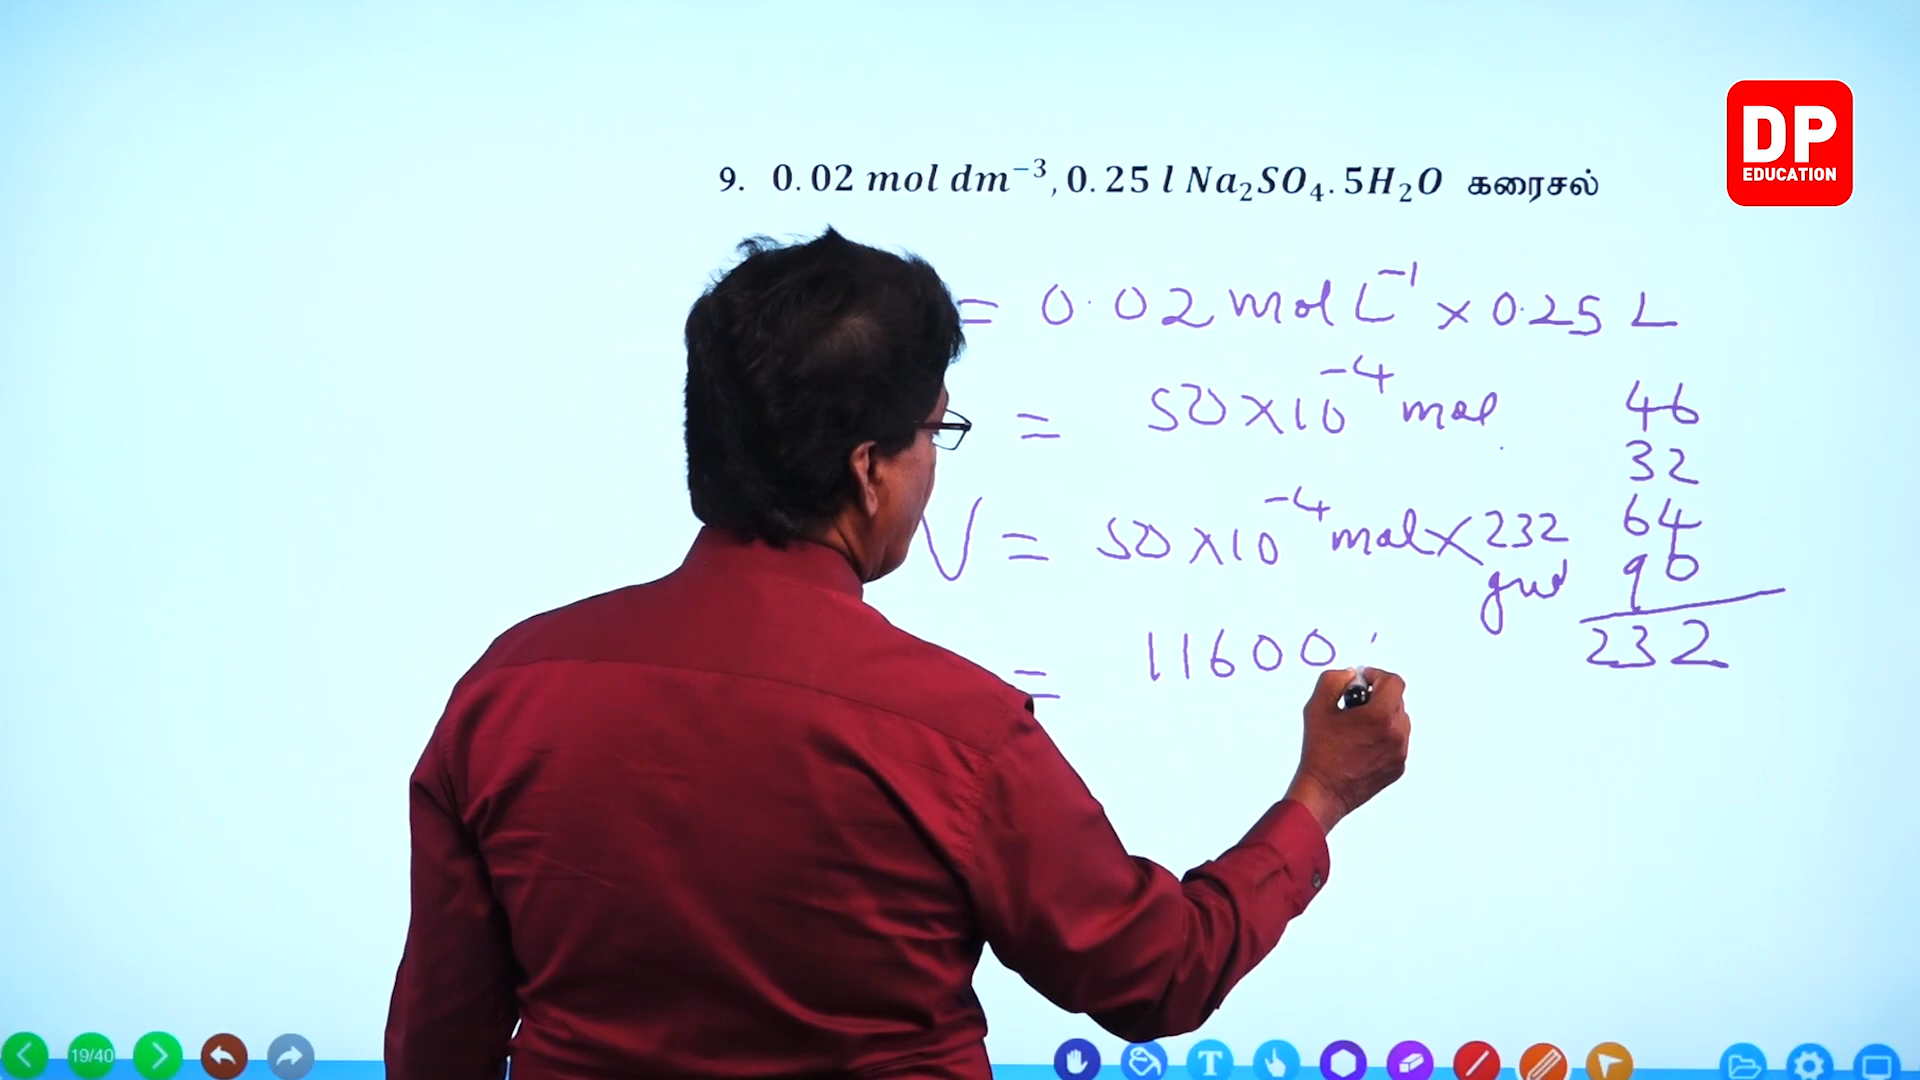 DP
EDUCATION
9. 0.02 mol dm⁻³, 0.25 l Na₂SO₄. 5H₂O கரைசல்
= 0.02 mol L⁻¹ × 0.25 L
= 50×10⁻⁴ mol
46
32
64
90
232
W = 50×10⁻⁴ mol × 232
= 11600
19/40
T